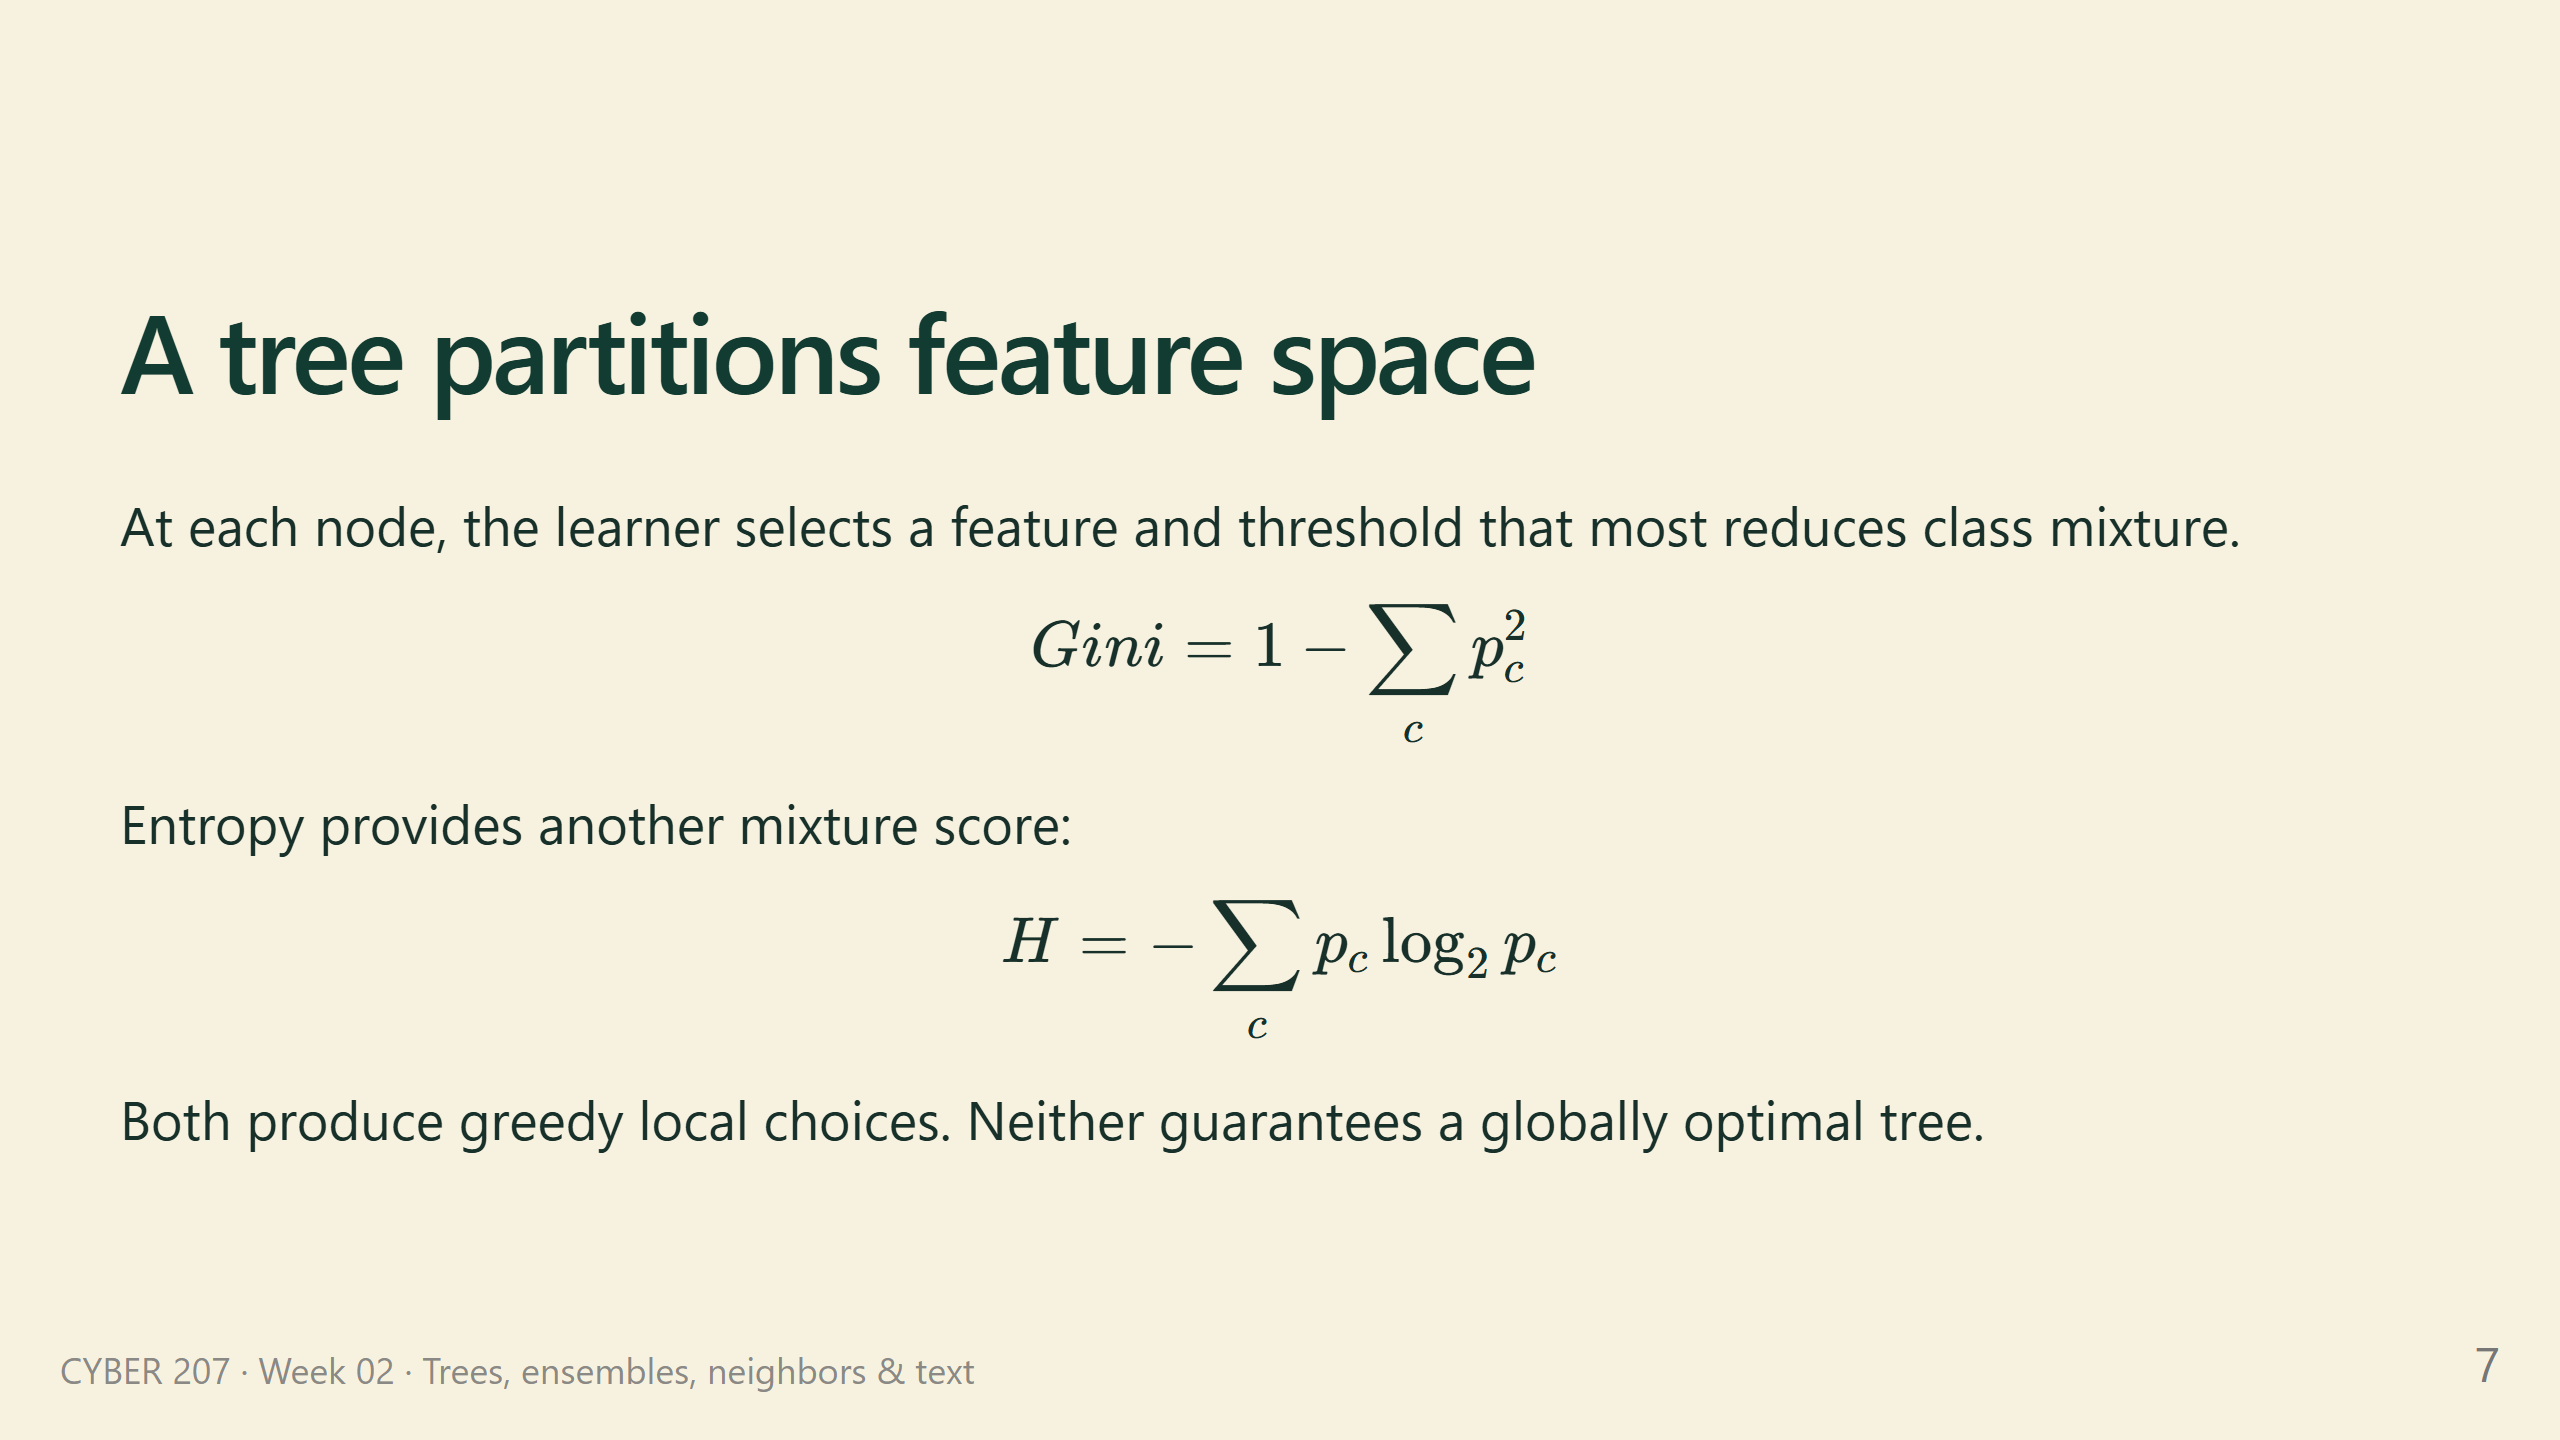 A tree partitions feature space
At each node, the learner selects a feature and threshold that most reduces class mixture.
Gini = 1 − ∑_c p_c^2
Entropy provides another mixture score:
H = − ∑_c p_c log_2 p_c
Both produce greedy local choices. Neither guarantees a globally optimal tree.
CYBER 207 · Week 02 · Trees, ensembles, neighbors & text
7